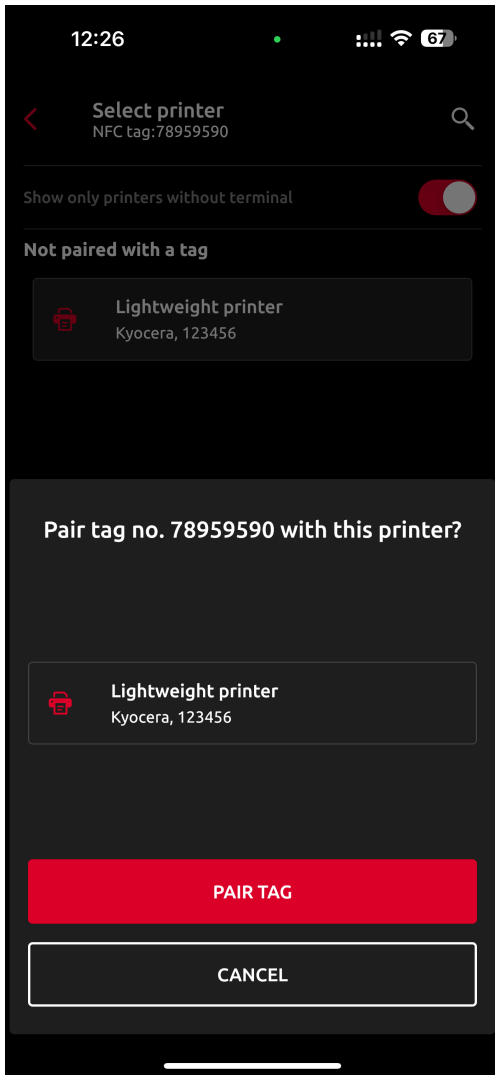 12:26
67
Select printer
NFC tag:78959590
Show only printers without terminal
Not paired with a tag
Lightweight printer
Kyocera, 123456
Pair tag no. 78959590 with this printer?
Lightweight printer
Kyocera, 123456
PAIR TAG
CANCEL